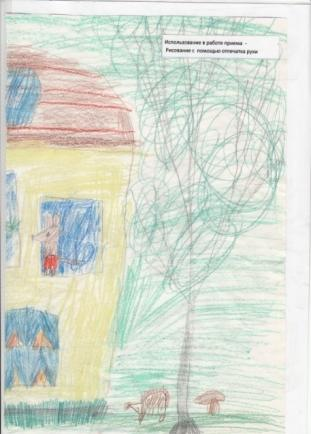 Использование в работе приема -
Рисование с помощью отпечатка руки